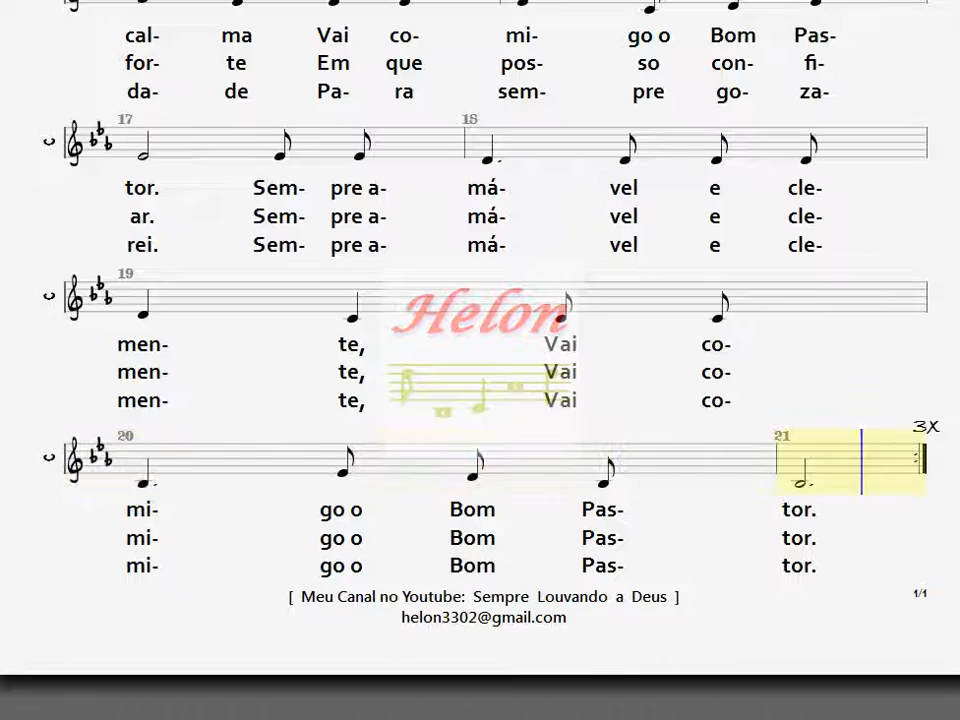 cal- ma Vai co- mi- go o Bom Pas-
for- te Em que pos- so con- fi-
da- de Pa- ra sem- pre go- za-
17 18
tor. Sem- pre a- má- vel e cle-
ar. Sem- pre a- má- vel e cle-
rei. Sem- pre a- má- vel e cle-
19
Helon
men- te, Vai co-
men- te, Vai co-
men- te, Vai co-
3X
20 21
mi- go o Bom Pas- tor.
mi- go o Bom Pas- tor.
mi- go o Bom Pas- tor.
[ Meu Canal no Youtube: Sempre Louvando a Deus ] 1/1
helon3302@gmail.com